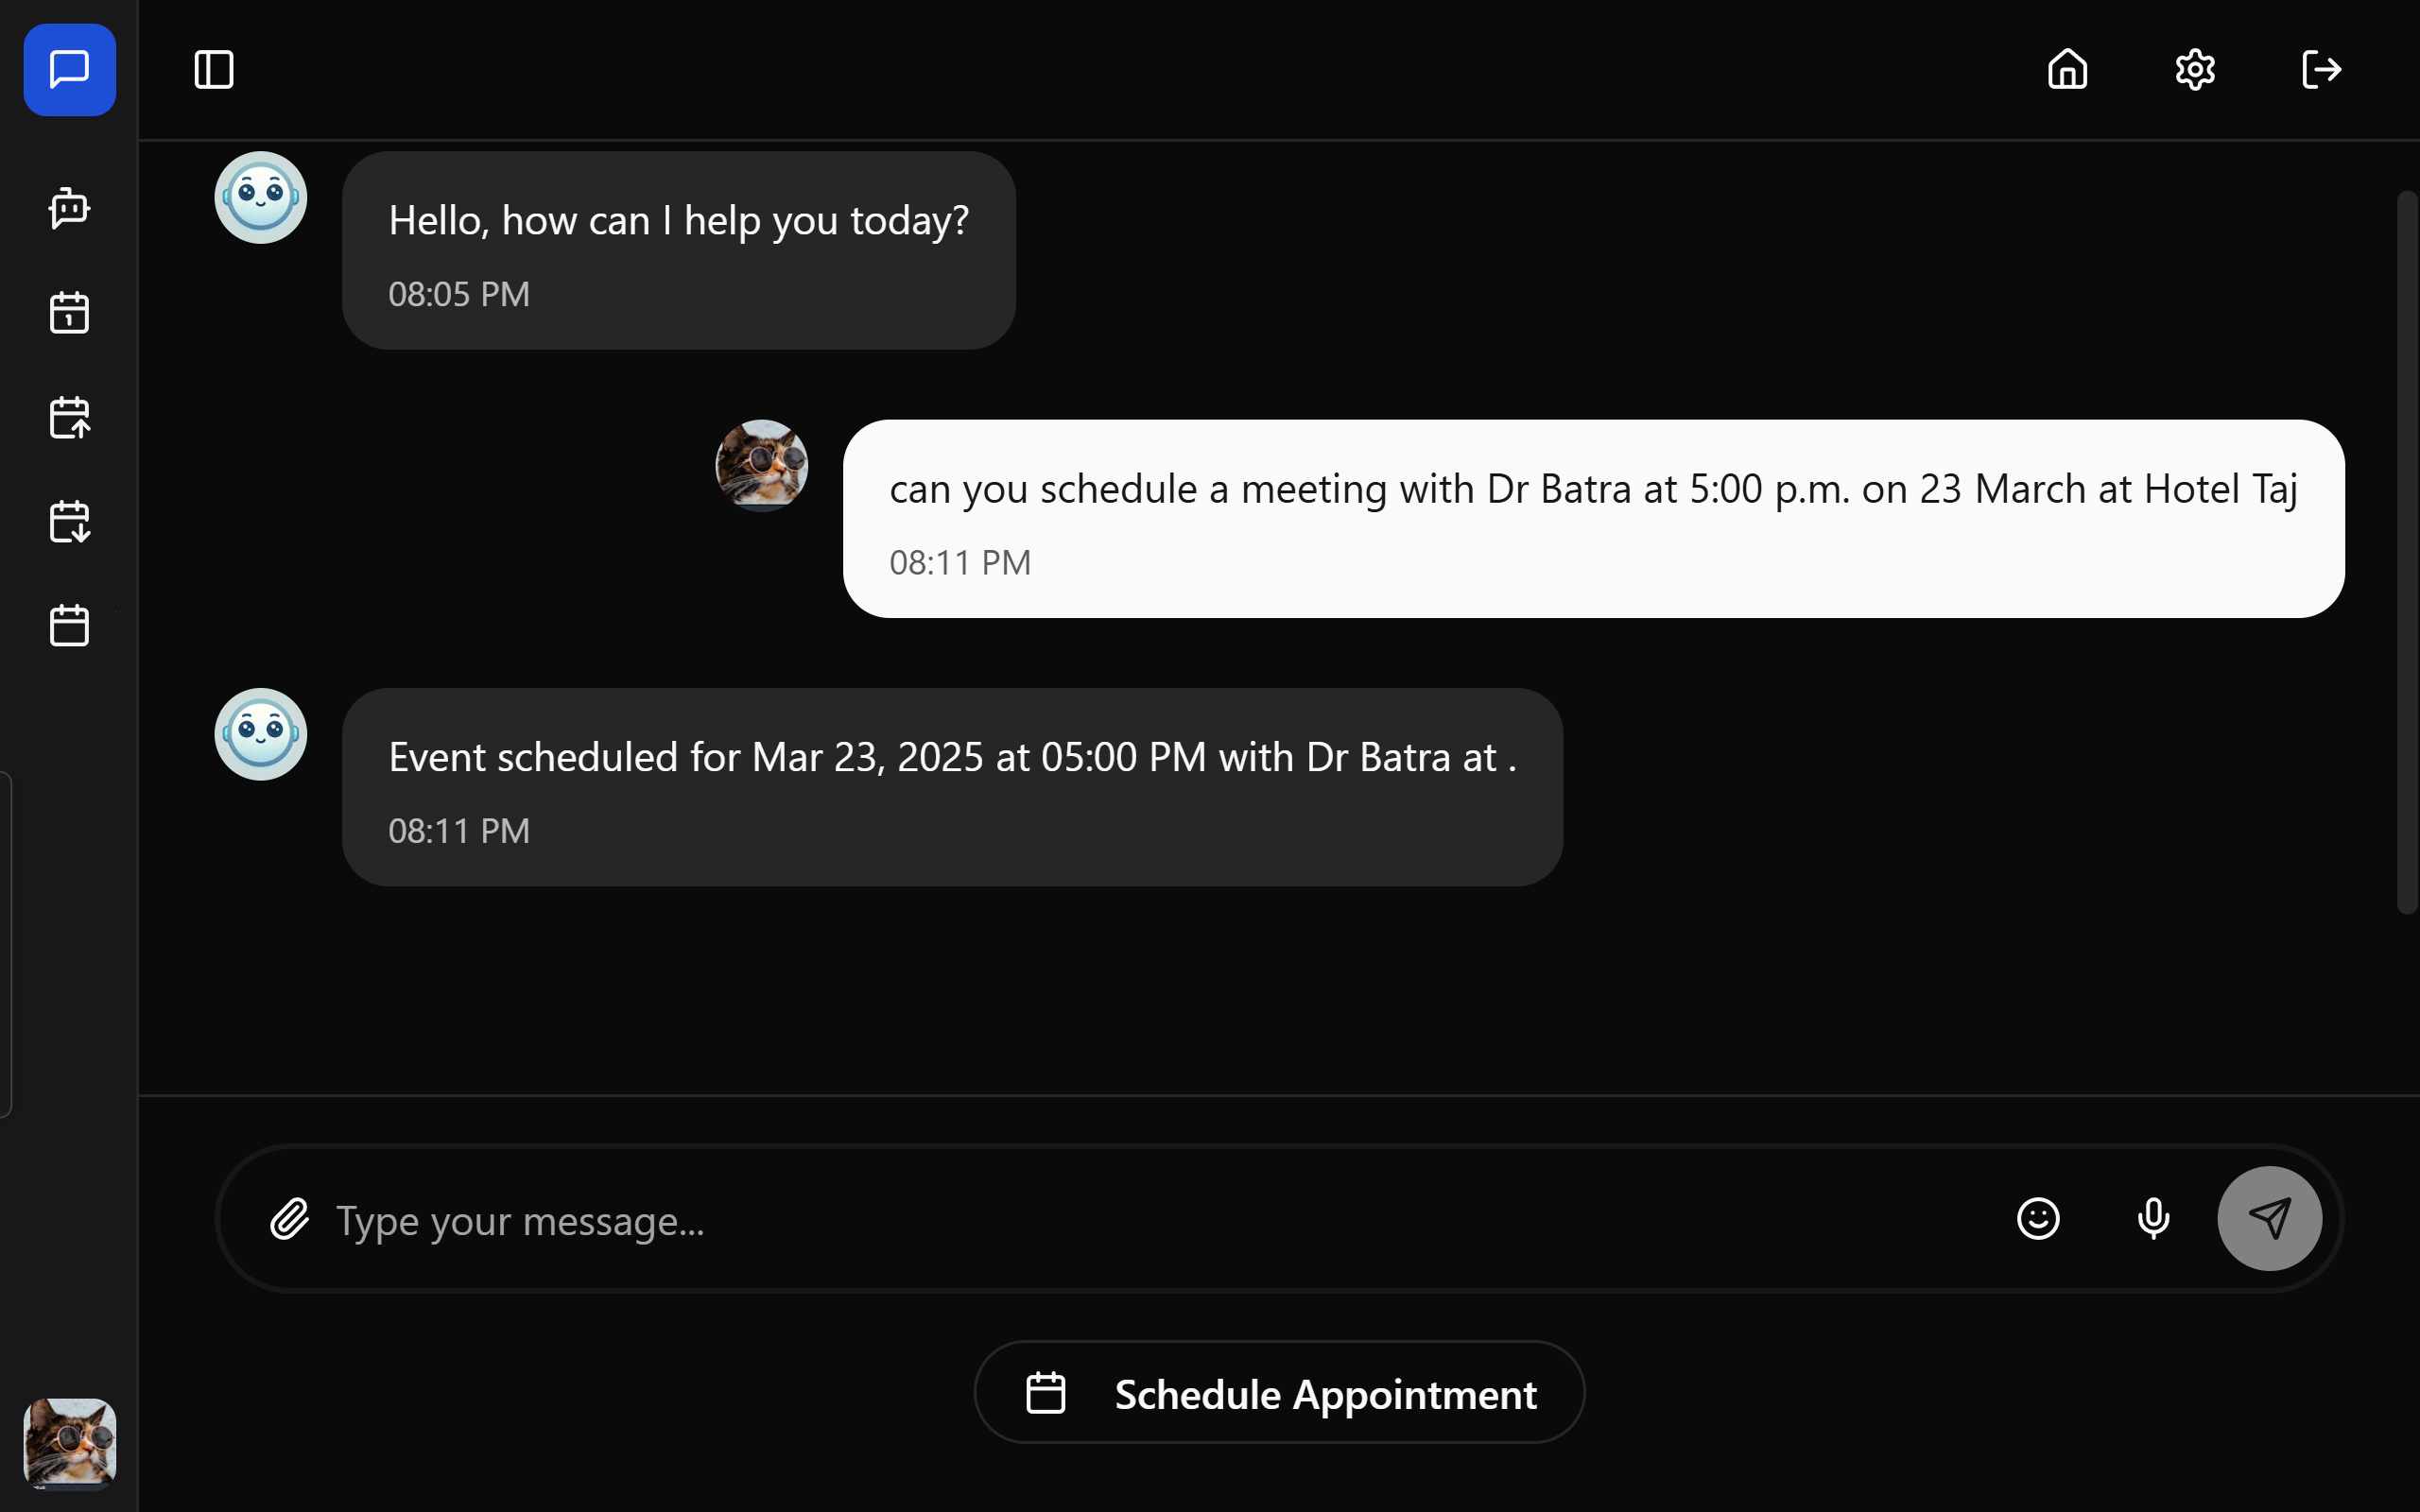 Hello, how can I help you today?
08:05 PM
can you schedule a meeting with Dr Batra at 5:00 p.m. on 23 March at Hotel Taj
08:11 PM
Event scheduled for Mar 23, 2025 at 05:00 PM with Dr Batra at .
08:11 PM
Type your message...
Schedule Appointment